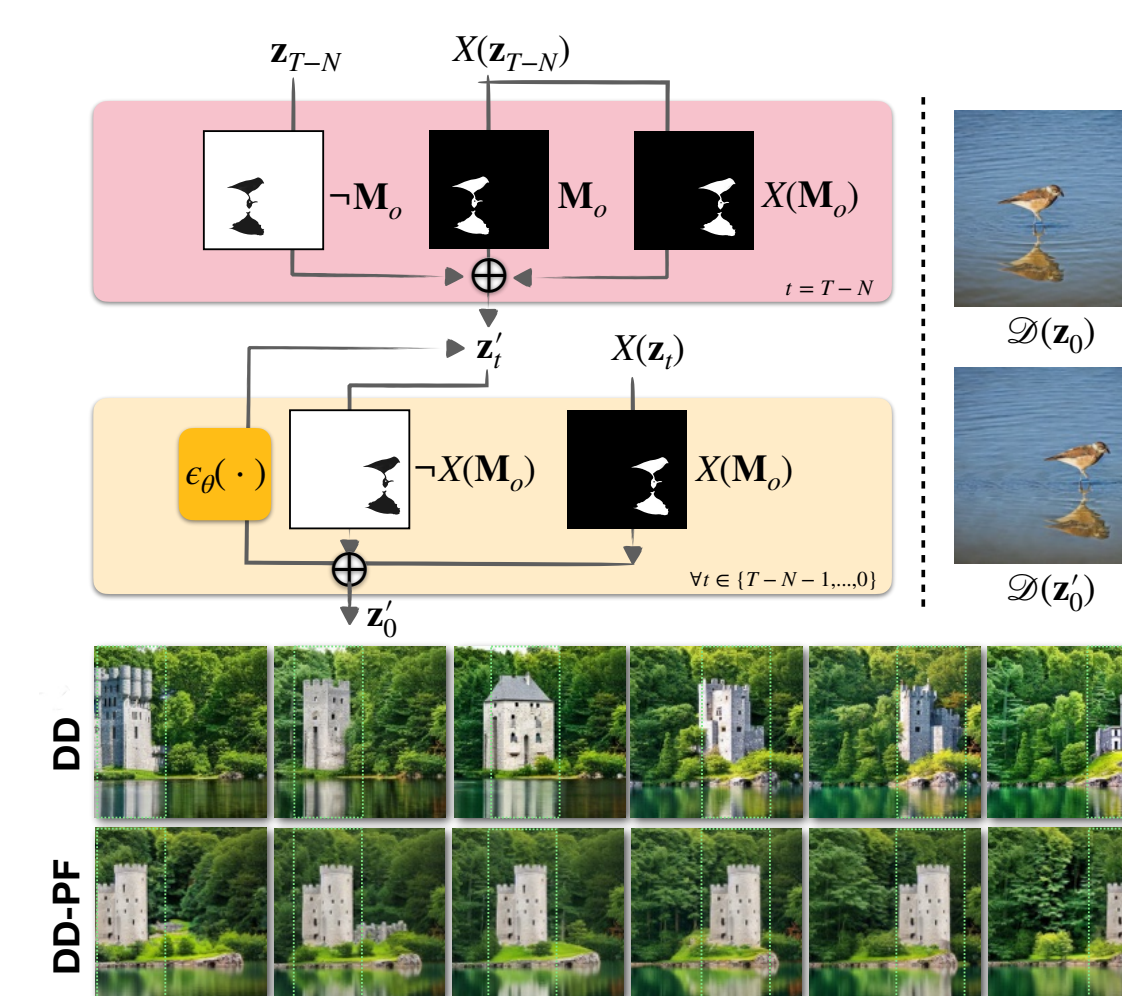 𝐳_{T−N}
X(𝐳_{T−N})
¬𝐌_o
𝐌_o
X(𝐌_o)
t = T − N
𝐳′_t
X(𝐳_t)
ϵ_θ( · )
¬X(𝐌_o)
X(𝐌_o)
∀t ∈ {T − N − 1,...,0}
𝐳′_0
𝒟(𝐳_0)
𝒟(𝐳′_0)
DD
DD-PF